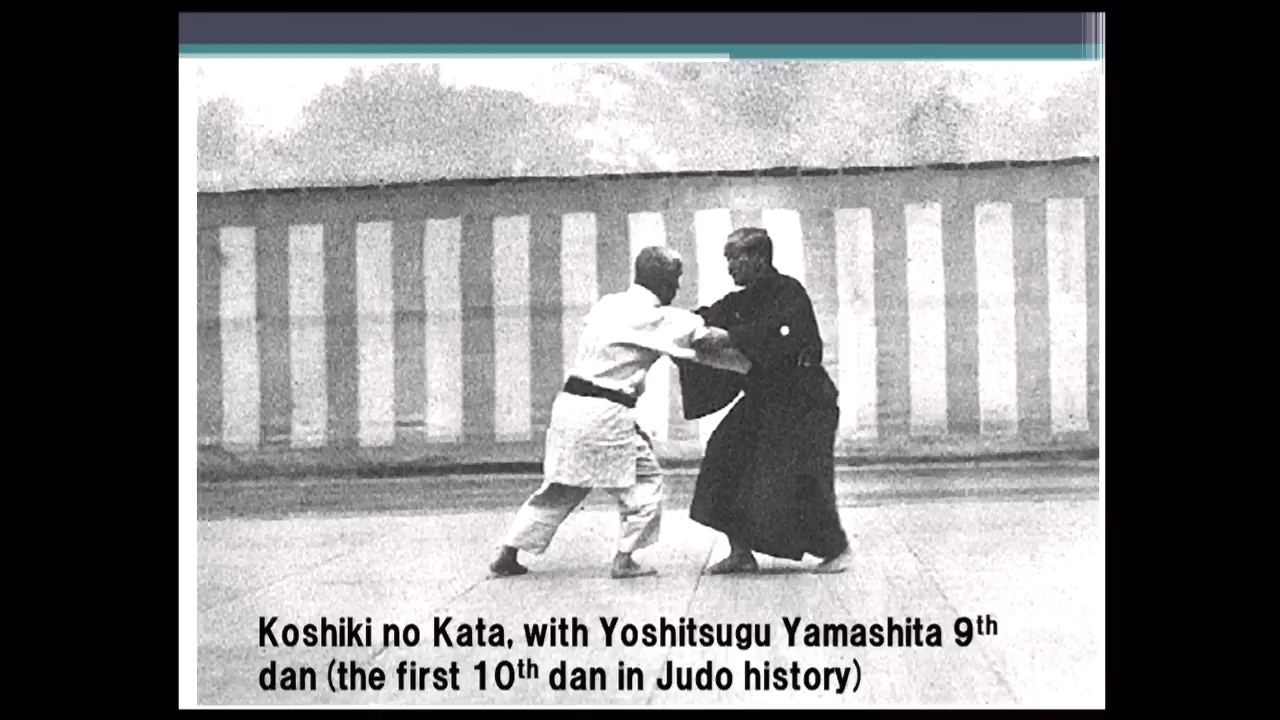 Koshiki no Kata, with Yoshitsugu Yamashita 9th
dan (the first 10th dan in Judo history)